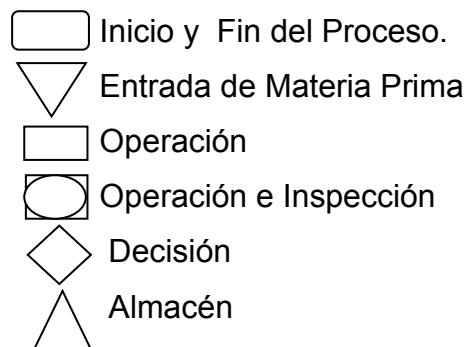 Inicio y  Fin del Proceso.
Entrada de Materia Prima
Operación
Operación e Inspección
Decisión
Almacén